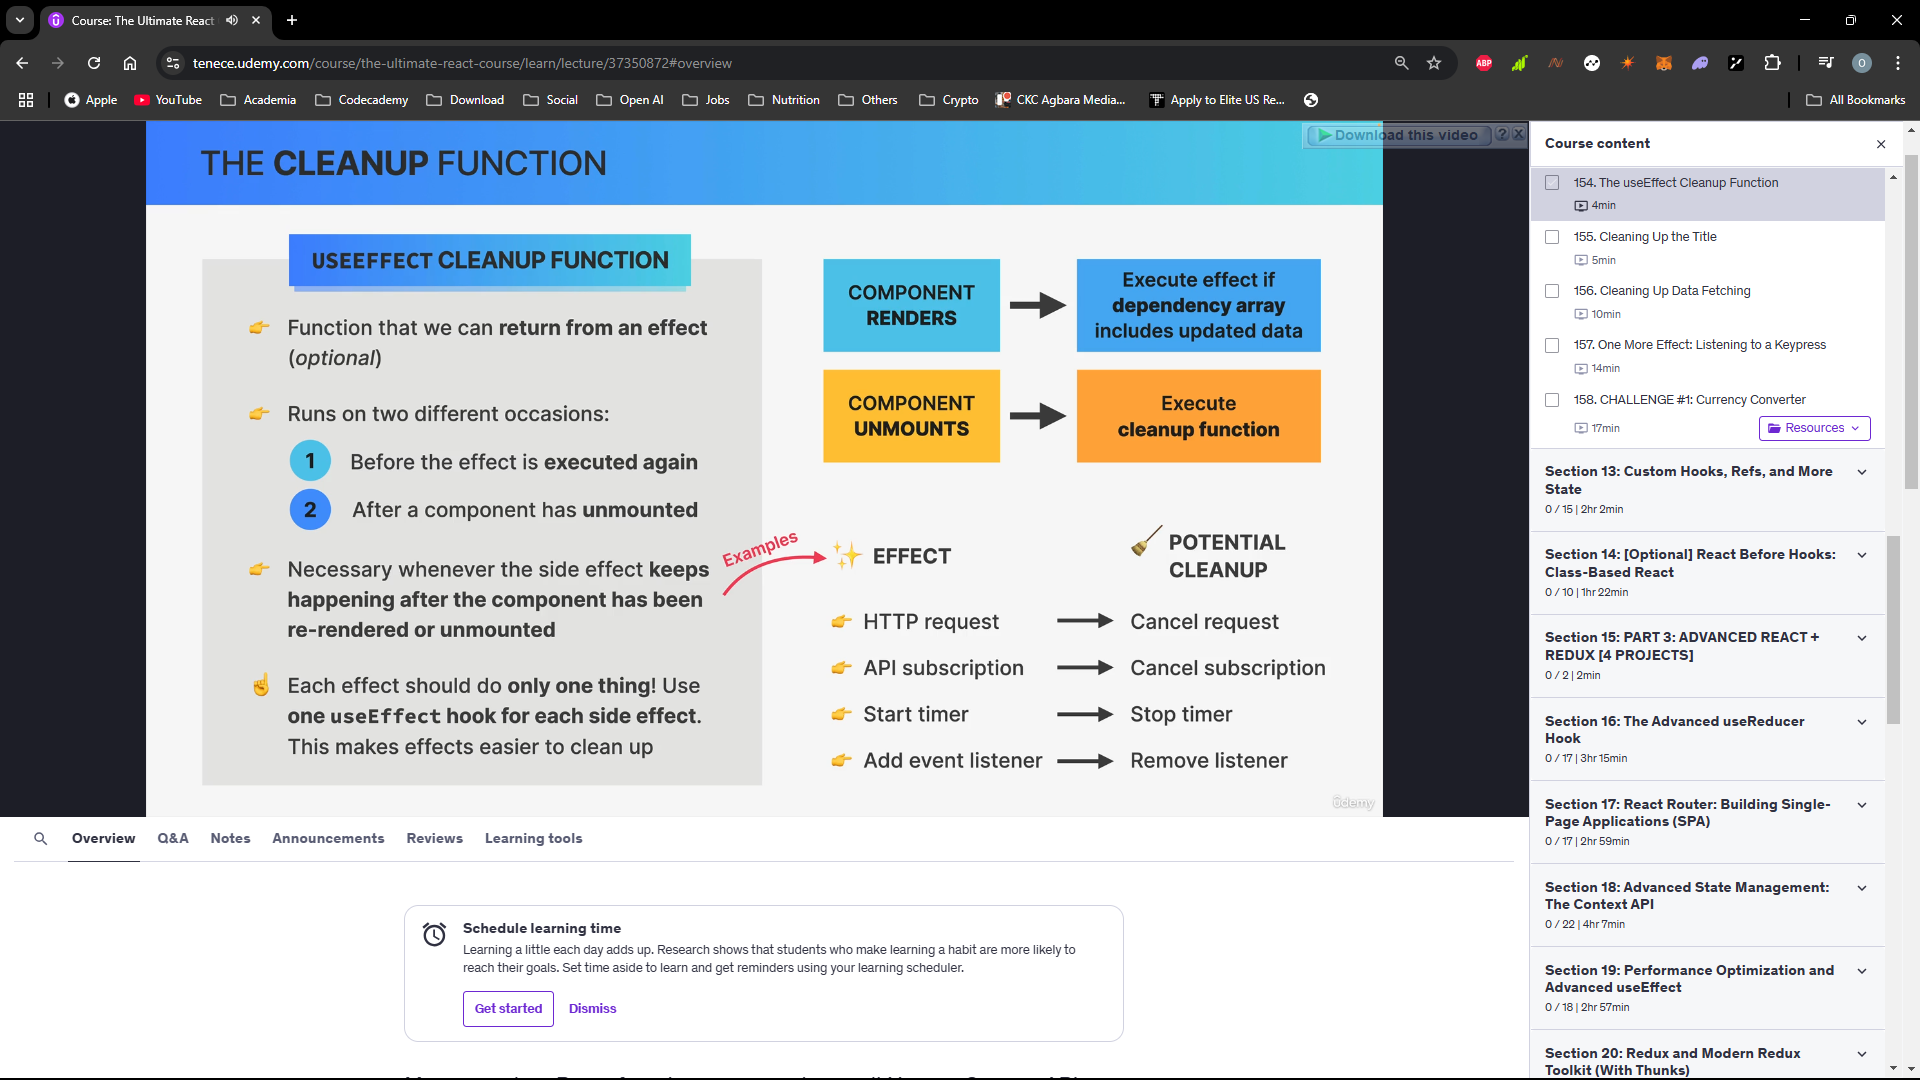 Course: The Ultimate React
tenece.udemy.com/course/the-ultimate-react-course/learn/lecture/37350872#overview
ABP
O
Apple
YouTube
Academia
Codecademy
Download
Social
Open AI
Jobs
Nutrition
Others
Crypto
CKC Agbara Media...
Apply to Elite US Re...
All Bookmarks
THE CLEANUP FUNCTION
Download this video
USEEFFECT CLEANUP FUNCTION
Function that we can return from an effect
(optional)
Runs on two different occasions:
1 Before the effect is executed again
2 After a component has unmounted
Necessary whenever the side effect keeps
happening after the component has been
re-rendered or unmounted
Each effect should do only one thing! Use
one useEffect hook for each side effect.
This makes effects easier to clean up
COMPONENT
RENDERS
Execute effect if
dependency array
includes updated data
COMPONENT
UNMOUNTS
Execute
cleanup function
Examples
EFFECT
POTENTIAL
CLEANUP
HTTP request
Cancel request
API subscription
Cancel subscription
Start timer
Stop timer
Add event listener
Remove listener
ûdemy
Course content
154. The useEffect Cleanup Function
4min
155. Cleaning Up the Title
5min
156. Cleaning Up Data Fetching
10min
157. One More Effect: Listening to a Keypress
14min
158. CHALLENGE #1: Currency Converter
17min
Resources
Section 13: Custom Hooks, Refs, and More
State
0 / 15 | 2hr 2min
Section 14: [Optional] React Before Hooks:
Class-Based React
0 / 10 | 1hr 22min
Section 15: PART 3: ADVANCED REACT +
REDUX [4 PROJECTS]
0 / 2 | 2min
Section 16: The Advanced useReducer
Hook
0 / 17 | 3hr 15min
Section 17: React Router: Building Single-
Page Applications (SPA)
0 / 17 | 2hr 59min
Section 18: Advanced State Management:
The Context API
0 / 22 | 4hr 7min
Section 19: Performance Optimization and
Advanced useEffect
0 / 18 | 2hr 57min
Section 20: Redux and Modern Redux
Toolkit (With Thunks)
Overview
Q&A
Notes
Announcements
Reviews
Learning tools
Schedule learning time
Learning a little each day adds up. Research shows that students who make learning a habit are more likely to
reach their goals. Set time aside to learn and get reminders using your learning scheduler.
Get started
Dismiss